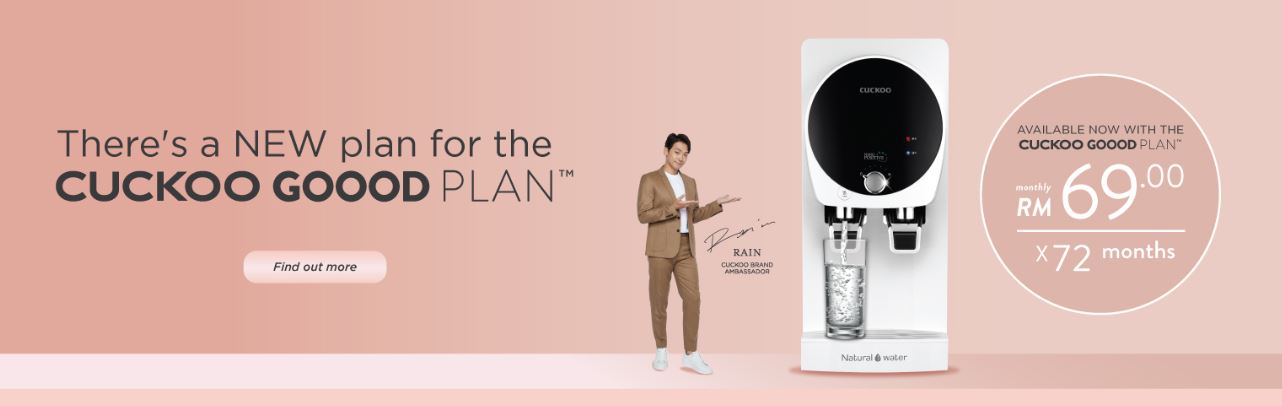 There's a NEW plan for the
CUCKOO GOOOD PLAN™
Find out more
RAIN
CUCKOO BRAND
AMBASSADOR
CUCKOO
Natural water
AVAILABLE NOW WITH THE
CUCKOO GOOOD PLAN™
monthly
RM 69.00
X 72 months